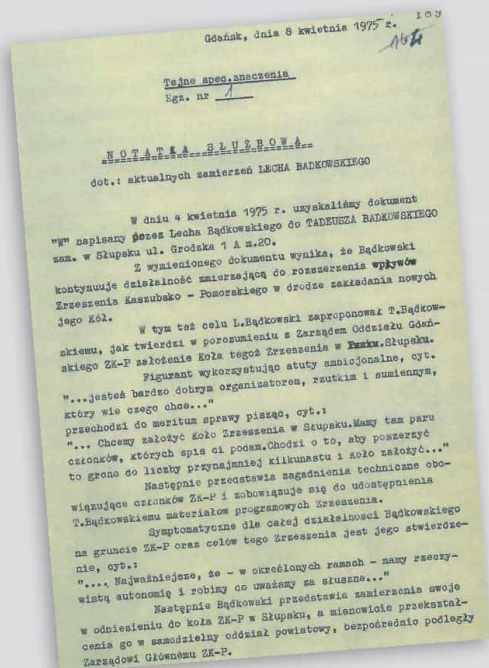 189
Gdańsk, dnia 8 kwietnia 1975 r.
164
Tajne spec.znaczenia
Egz. nr 1
NOTATKA SŁUŻBOWA
dot.: aktualnych zamierzeń LECHA BADKOWSKIEGO
W dniu 4 kwietnia 1975 r. uzyskaliśmy dokument
"W" napisany przez Lecha Bądkowskiego do TADEUSZA BADKOWSKIEGO
zam. w Słupsku ul. Grodzka 1 A m.20.
Z wymienionego dokumentu wynika, że Bądkowski
kontynuuje działalność zmierzającą do rozszerzenia wpływów
Zrzeszenia Kaszubsko - Pomorskiego w drodze zakładania nowych
jego Kół.
W tym też celu L.Bądkowski zaproponował T.Bądkow-
skiemu, jak twierdzi w porozumieniu z Zarządem Oddziału Gdań-
skiego ZK-P założenie Koła tegoż Zrzeszenia w Słupsku.
Figurant wykorzystując atuty ambicjonalne, cyt.
"...jesteś bardzo dobrym organizatorem, rzutkim i sumiennym,
który wie czego chce..."
przechodzi do meritum sprawy pisząc, cyt.:
"... Chcemy założyć Koło Zrzeszenia w Słupsku.Mamy tam paru
członków, których spis ci podam.Chodzi o to, aby poszerzyć
to grono do liczby przynajmniej kilkunastu i Koło założyć..."
Następnie przedstawia zagadnienia techniczne obo-
wiązujące członków ZK-P i zobowiązuje się do udostępnienia
T.Bądkowskiemu materiałów programowych Zrzeszenia.
Symptomatyczne dla całej działalności Bądkowskiego
na gruncie ZK-P oraz celów tego Zrzeszenia jest jego stwierdze-
nie, cyt.:
".... Najważniejsze, że - w określonych ramach - mamy rzeczy-
wistą autonomię i robimy co uważamy za słuszne..."
Następnie Bądkowski przedstawia zamierzenia swoje
w odniesieniu do koła ZK-P w Słupsku, a mianowicie przekształ-
cenia go w samodzielny oddział powiatowy, bezpośrednio podległy
Zarządowi Głównemu ZK-P.